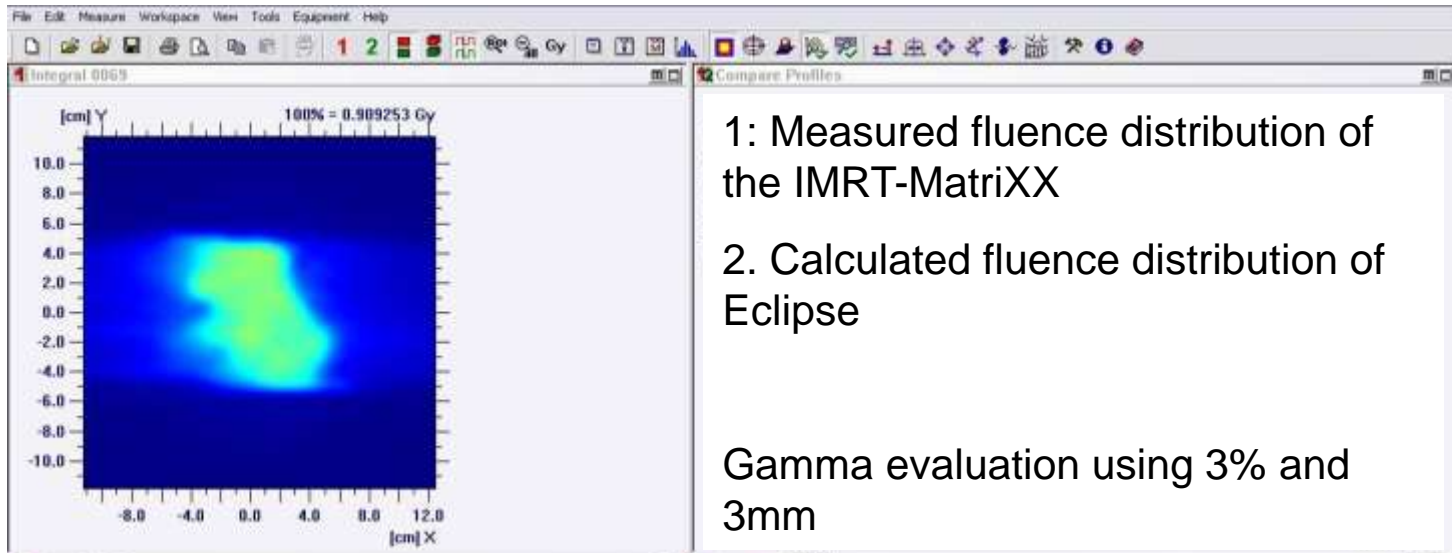 File Edit Measure Workspace View Tools Equipment Help
1 2 Gy
Integral 0069
Compare Profiles
[cm] Y
100% = 0.909253 Gy
10.0
8.0
6.0
4.0
2.0
0.0
-2.0
-4.0
-6.0
-8.0
-10.0
-8.0 -4.0 0.0 4.0 8.0 12.0
[cm] X
1: Measured fluence distribution of
the IMRT-MatriXX
2. Calculated fluence distribution of
Eclipse
Gamma evaluation using 3% and
3mm